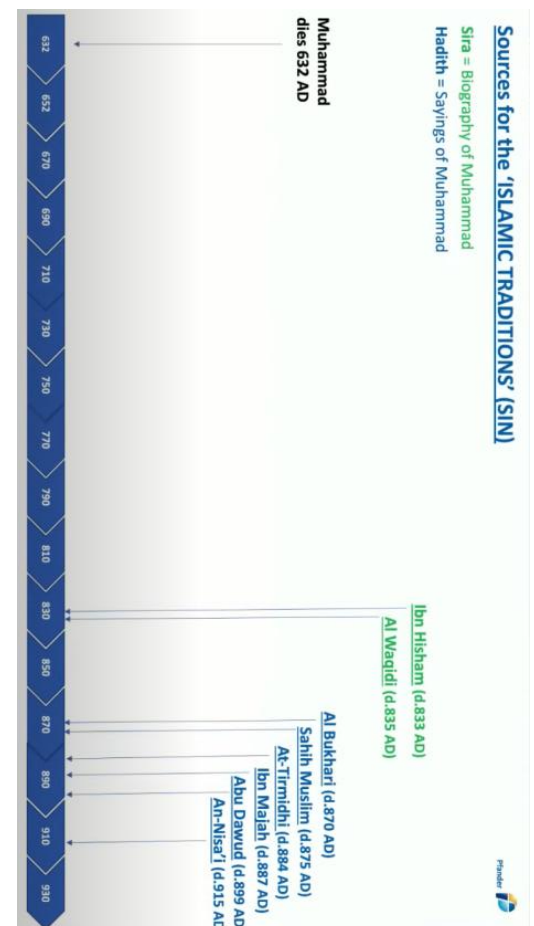 Sources for the 'ISLAMIC TRADITIONS' (SIN)
Pfander
Sira = Biography of Muhammad
Hadith = Sayings of Muhammad
Ibn Hisham (d.833 AD)
Al Waqidi (d.835 AD)
Muhammad
dies 632 AD
Al Bukhari (d.870 AD)
Sahih Muslim (d.875 AD)
At-Tirmidhi (d.884 AD)
Ibn Majah (d.887 AD)
Abu Dawud (d.899 AD)
An-Nisa'i (d.915 AD
632 652 670 690 710 730 750 770 790 810 830 850 870 890 910 930